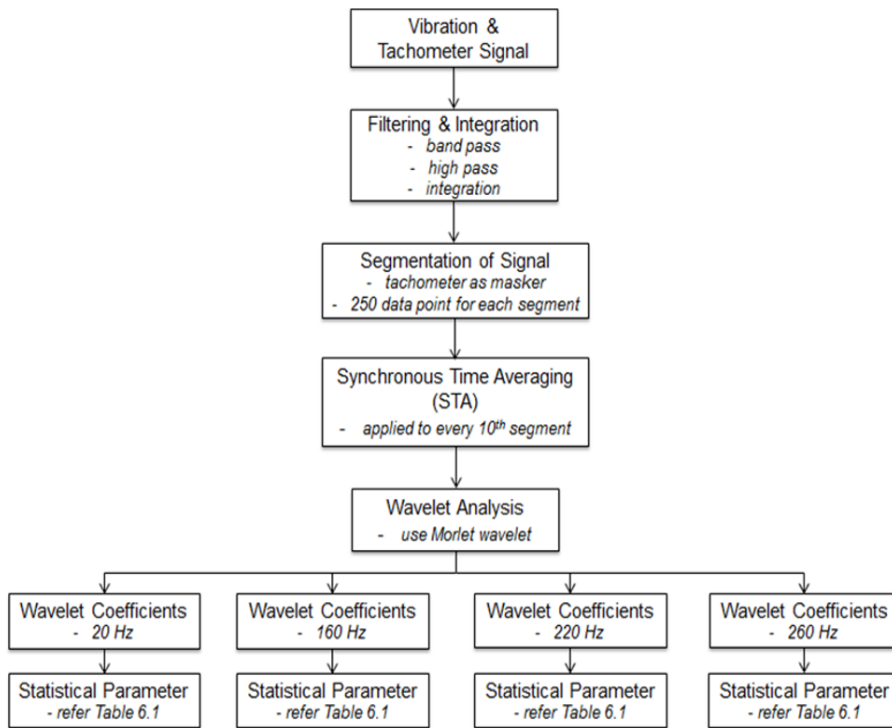 Vibration &
Tachometer Signal
Filtering & Integration
- band pass
- high pass
- integration
Segmentation of Signal
- tachometer as masker
- 250 data point for each segment
Synchronous Time Averaging
(STA)
- applied to every 10th segment
Wavelet Analysis
- use Morlet wavelet
Wavelet Coefficients
- 20 Hz
Wavelet Coefficients
- 160 Hz
Wavelet Coefficients
- 220 Hz
Wavelet Coefficients
- 260 Hz
Statistical Parameter
- refer Table 6.1
Statistical Parameter
- refer Table 6.1
Statistical Parameter
- refer Table 6.1
Statistical Parameter
- refer Table 6.1